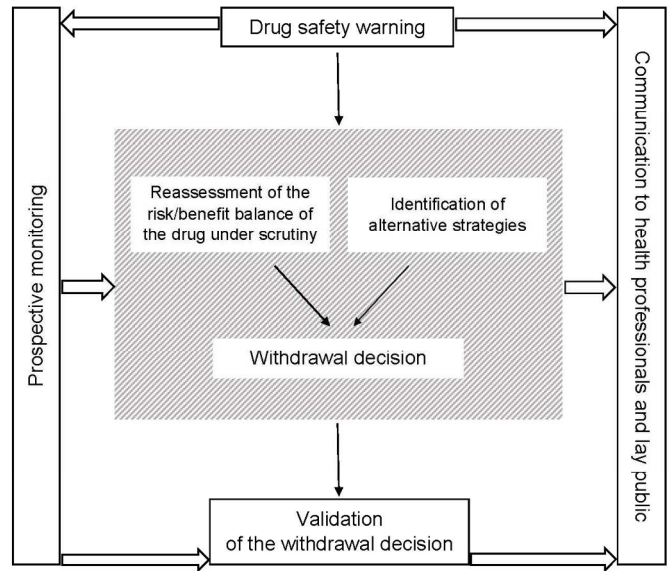 Drug safety warning
Prospective monitoring
Communication to health professionals and lay public
Reassessment of the
risk/benefit balance of
the drug under scrutiny
Identification of
alternative strategies
Withdrawal decision
Validation
of the withdrawal decision